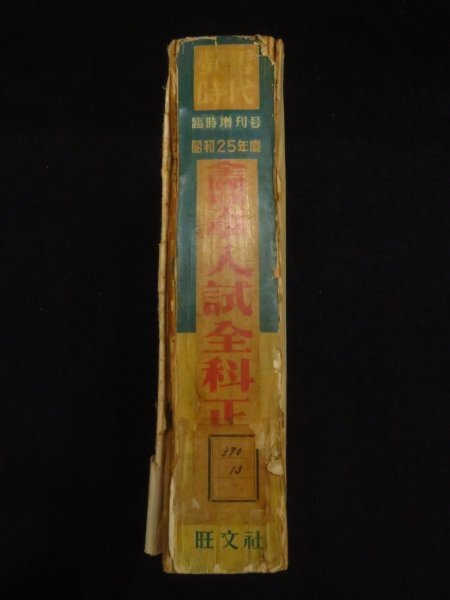 時代
臨時増刊号
昭和25年度
入試全科正
390
13
旺文社